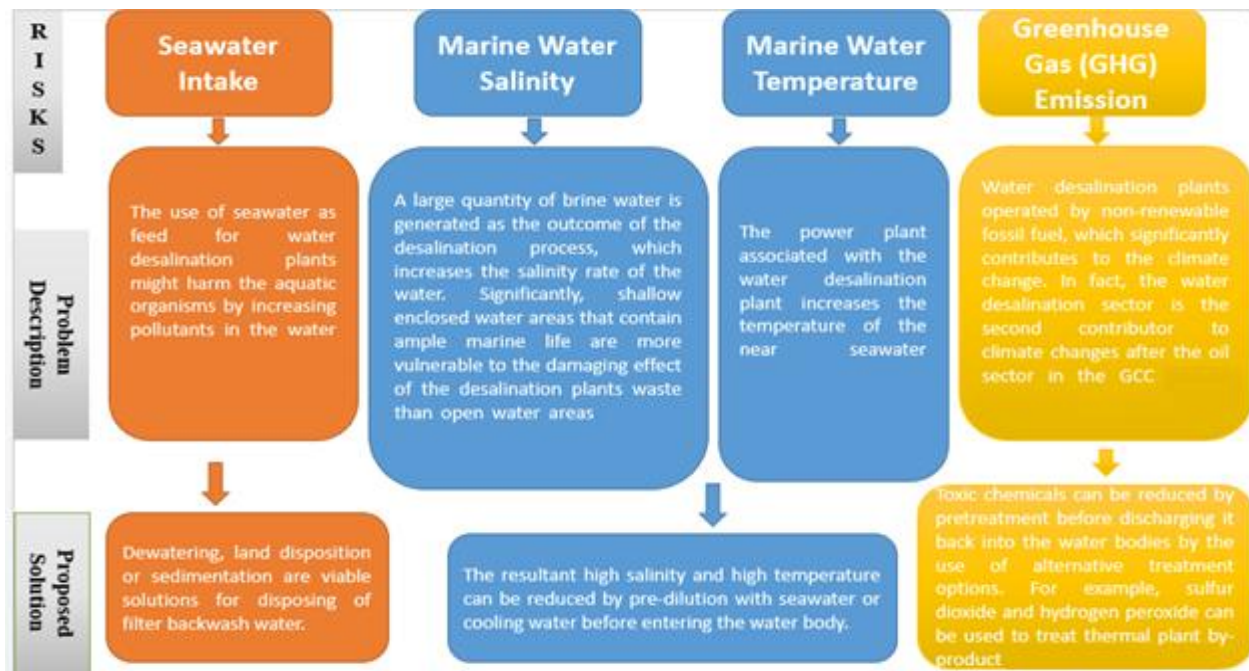 RISKS
Seawater
Intake
Marine Water
Salinity
Marine Water
Temperature
Greenhouse
Gas (GHG)
Emission
Problem
Description
The use of seawater as
feed for water
desalination plants
might harm the aquatic
organisms by increasing
pollutants in the water
A large quantity of brine water is
generated as the outcome of the
desalination process, which
increases the salinity rate of the
water. Significantly, shallow
enclosed water areas that contain
ample marine life are more
vulnerable to the damaging effect
of the desalination plants waste
than open water areas
The power plant
associated with the
water desalination
plant increases the
temperature of the
near seawater
Water desalination plants
operated by non-renewable
fossil fuel, which significantly
contributes to the climate
change. In fact, the water
desalination sector is the
second contributor to
climate changes after the oil
sector in the GCC
Proposed
Solution
Dewatering, land disposition
or sedimentation are viable
solutions for disposing of
filter backwash water.
The resultant high salinity and high temperature
can be reduced by pre-dilution with seawater or
cooling water before entering the water body.
Toxic chemicals can be reduced by
pretreatment before discharging it
back into the water bodies by the
use of alternative treatment
options. For example, sulfur
dioxide and hydrogen peroxide can
be used to treat thermal plant by-
product